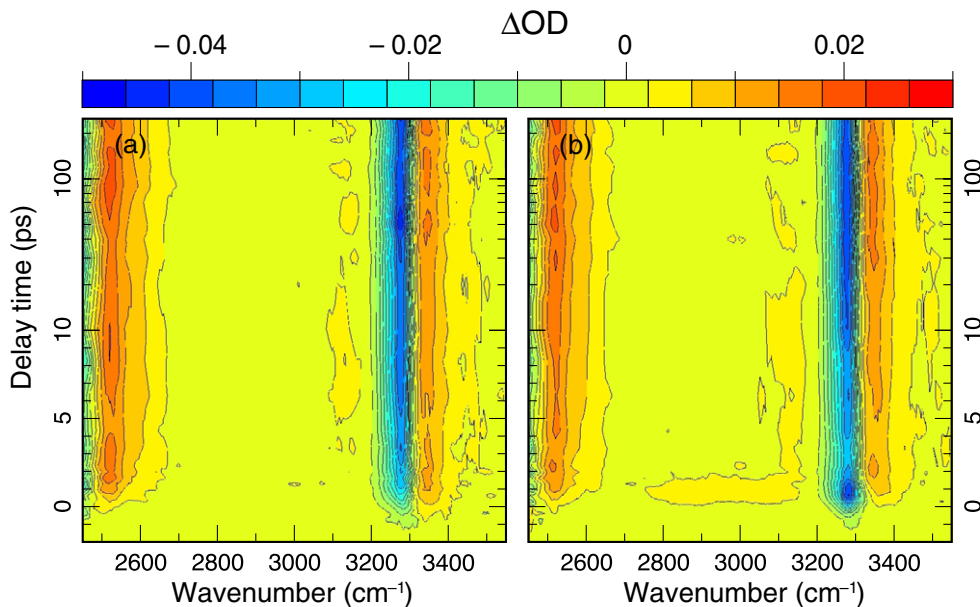 ΔOD
−0.04 −0.02 0 0.02
(a) (b)
100 100
10 10
5 5
0 0
Delay time (ps)
2600 2800 3000 3200 3400 2600 2800 3000 3200 3400
Wavenumber (cm⁻¹) Wavenumber (cm⁻¹)